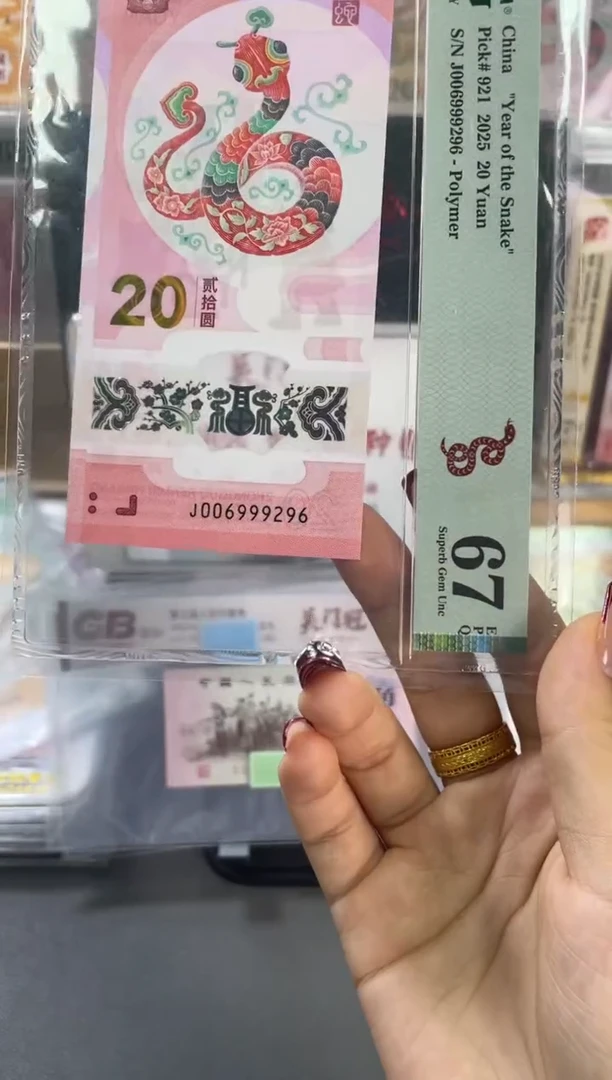 20
贰拾圆
J006999296
China "Year of the Snake"
Pick# 921 2025 20 Yuan
S/N J006999296 - Polymer
67
Superb Gem Unc
E
P
Q
GB